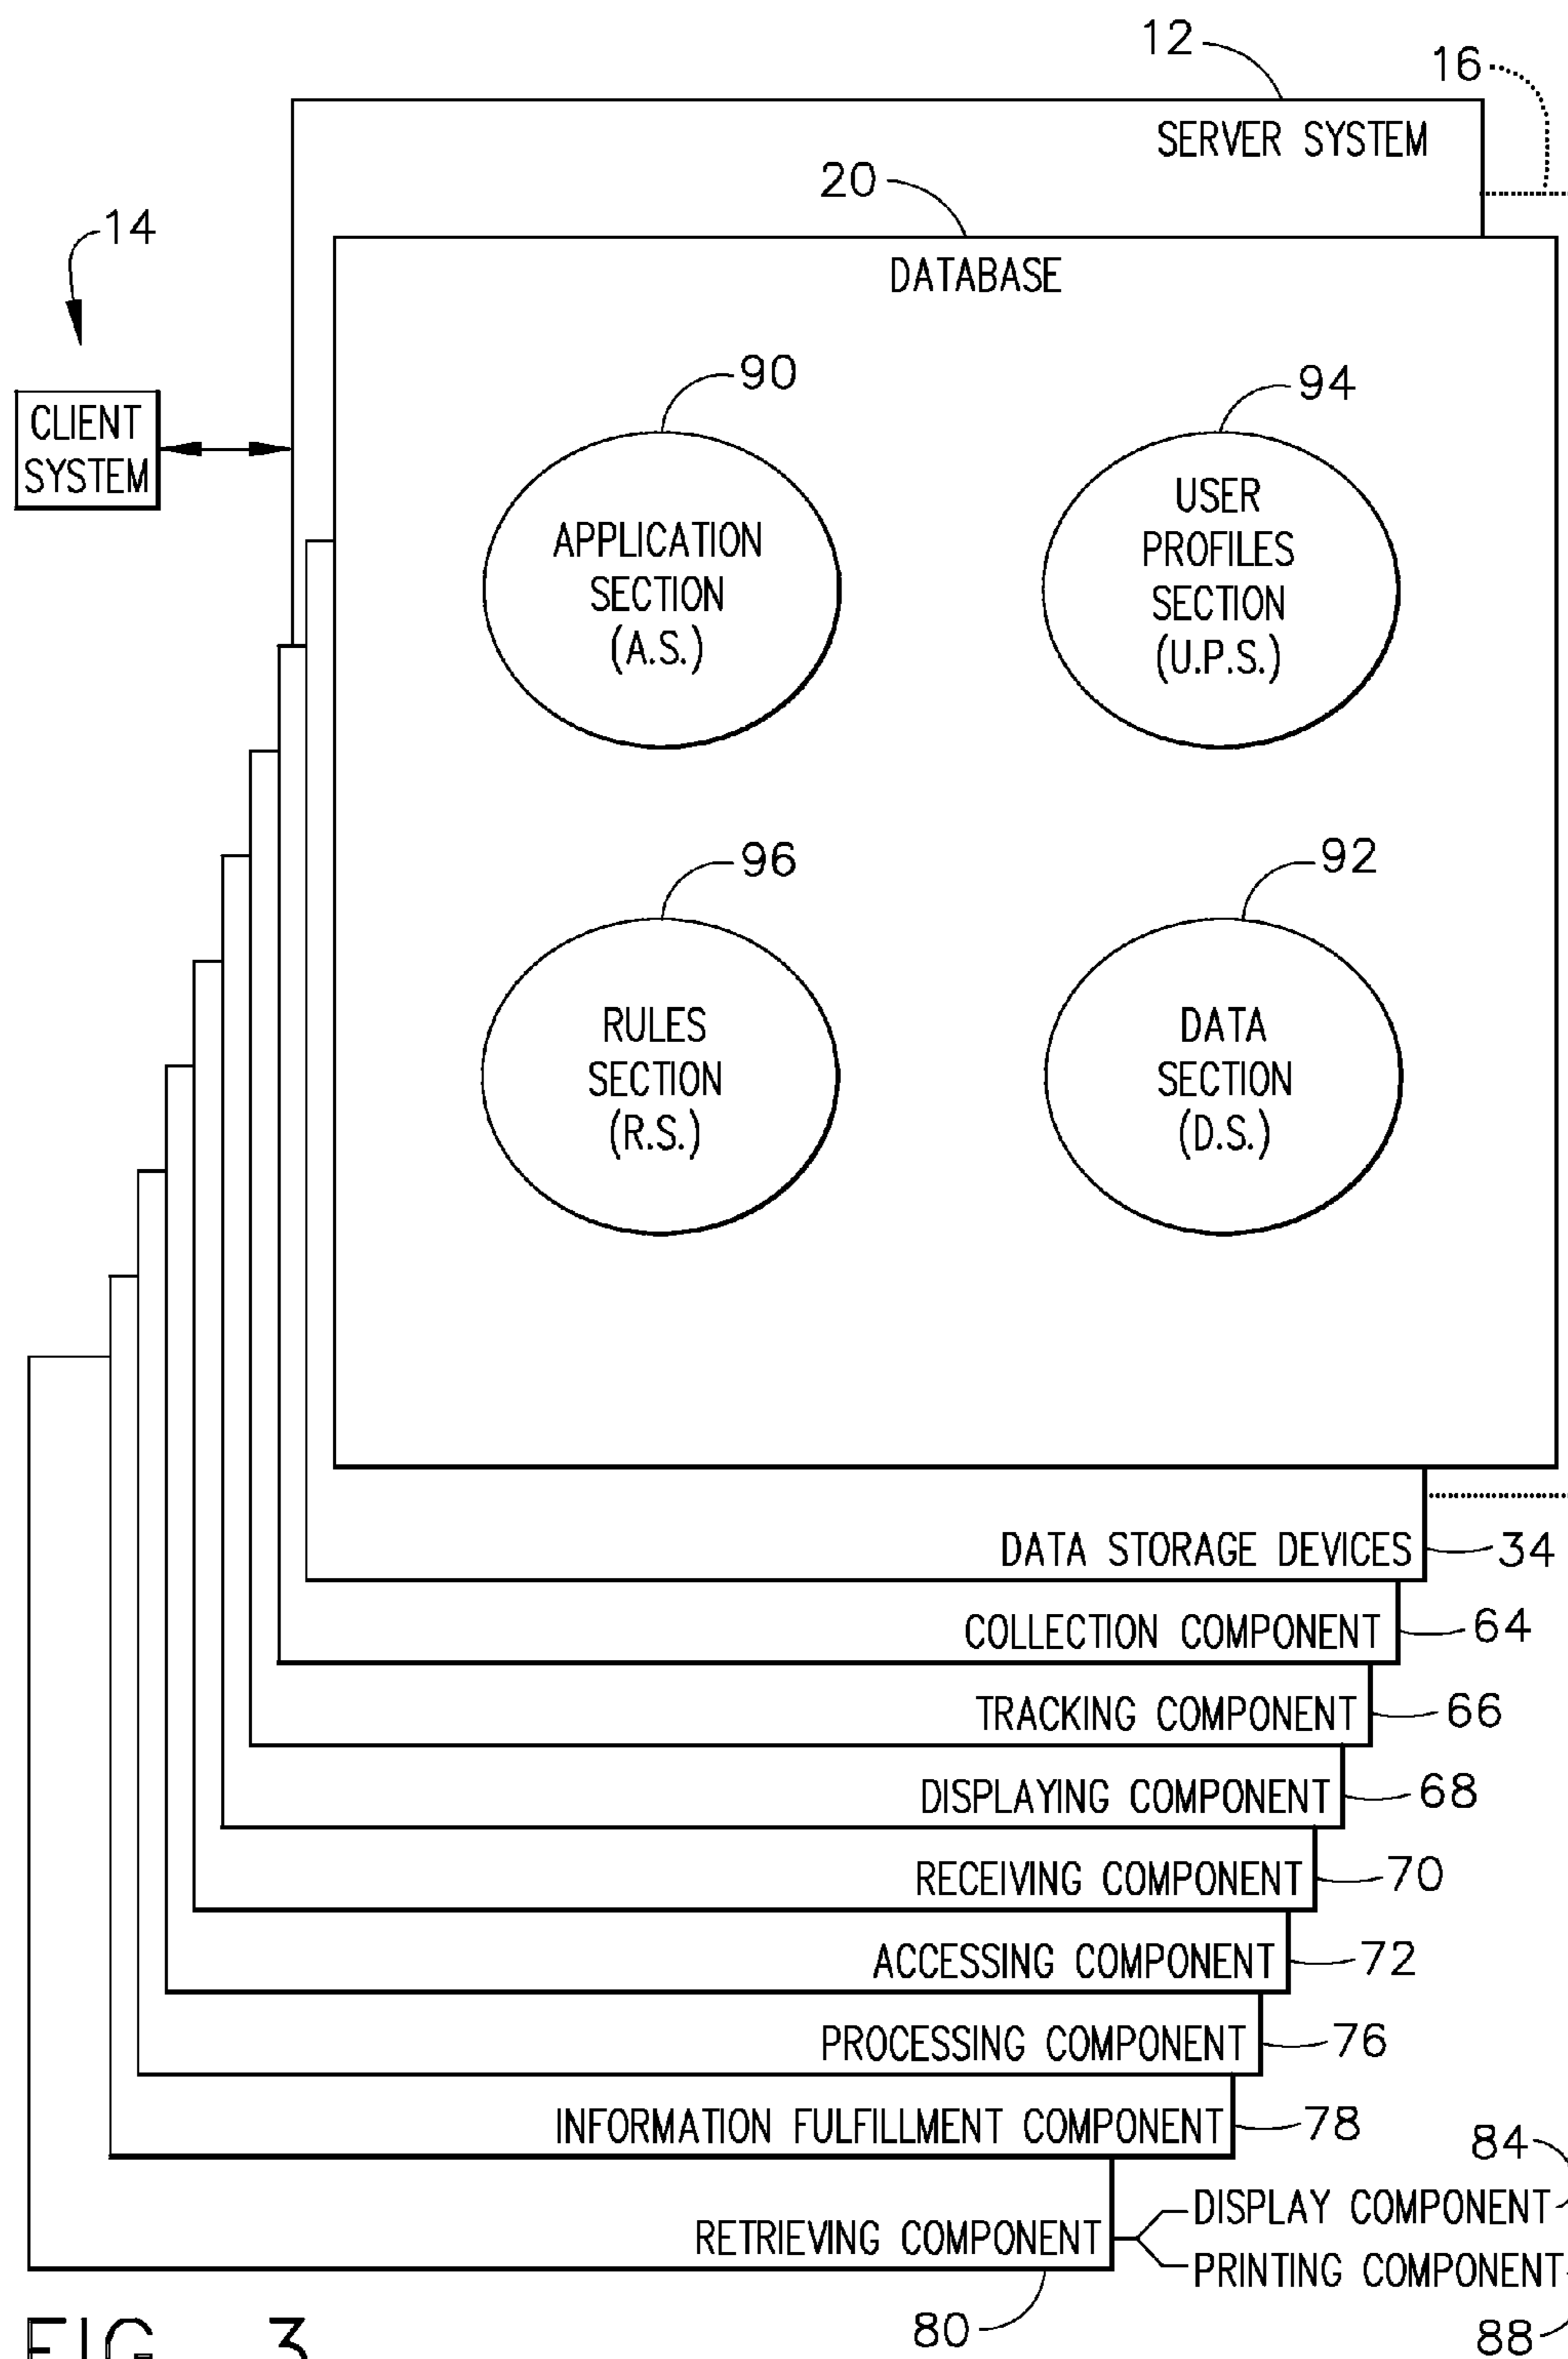 12
16
SERVER SYSTEM
20
14
DATABASE
90
94
CLIENT
SYSTEM
APPLICATION
SECTION
(A.S.)
USER
PROFILES
SECTION
(U.P.S.)
96
92
RULES
SECTION
(R.S.)
DATA
SECTION
(D.S.)
DATA STORAGE DEVICES
34
COLLECTION COMPONENT
64
TRACKING COMPONENT
66
DISPLAYING COMPONENT
68
RECEIVING COMPONENT
70
ACCESSING COMPONENT
72
PROCESSING COMPONENT
76
INFORMATION FULFILLMENT COMPONENT
78
84
DISPLAY COMPONENT
RETRIEVING COMPONENT
PRINTING COMPONENT
80
88
FIG. 3